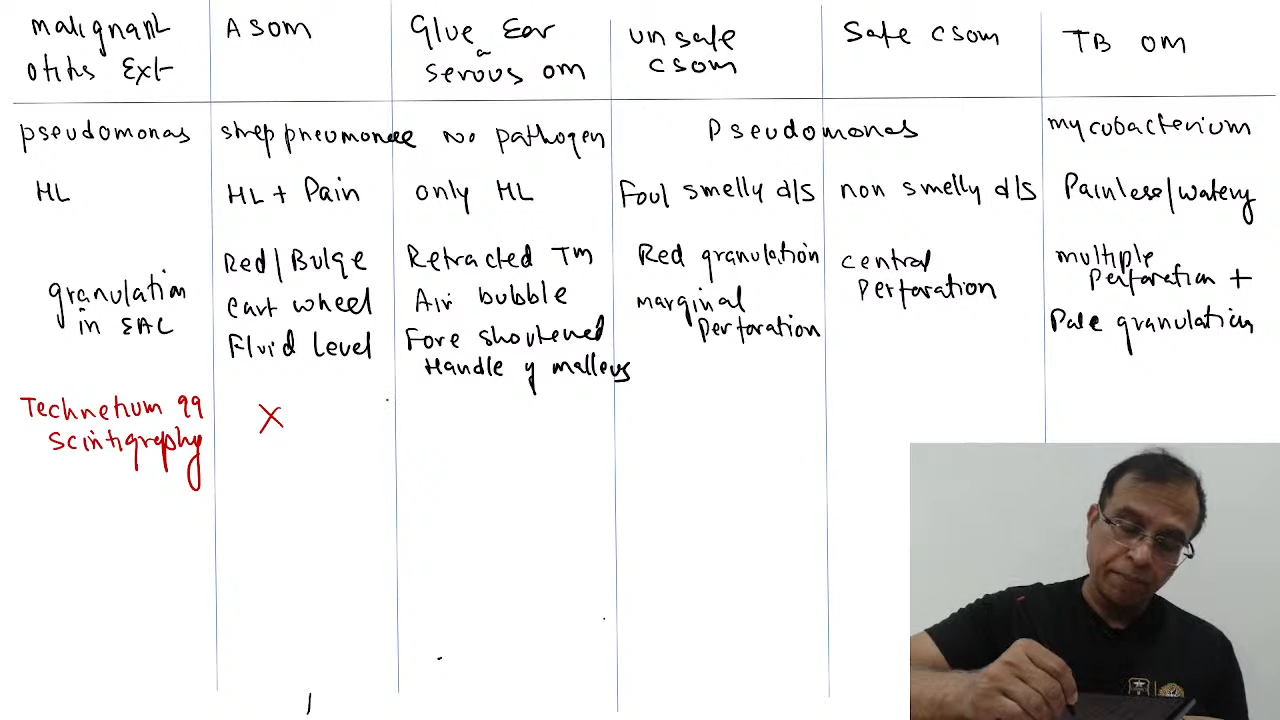 malignant
otitis Ext
ASOM
Glue Ear
a
serous om
unsafe
CSOM
Safe CSOM
TB OM
pseudomonas
strep pneumonae
no pathogen
Pseudomonas
mycobacterium
HL
HL + Pain
only HL
Foul smelly d/s
non smelly d/s
Painless/watery
granulation
in EAC
Red/Bulge
cart wheel
Fluid Level
Retracted TM
Air bubble
Fore shortened
Handle of malleus
Red granulation
marginal
perforation
central
Perforation
multiple
Perforation +
Pale granulation
Technetium 99
scintigraphy
X